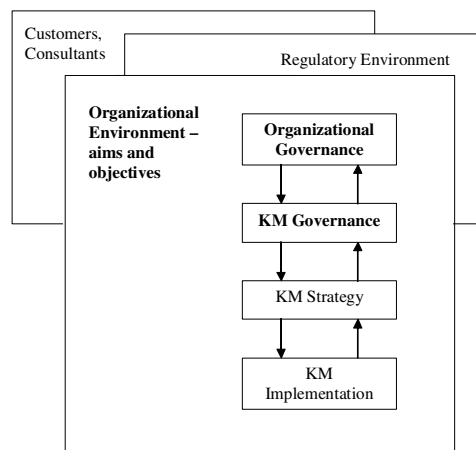 Customers,
Consultants
Regulatory Environment
Organizational
Environment –
aims and
objectives
Organizational
Governance
KM Governance
KM Strategy
KM
Implementation